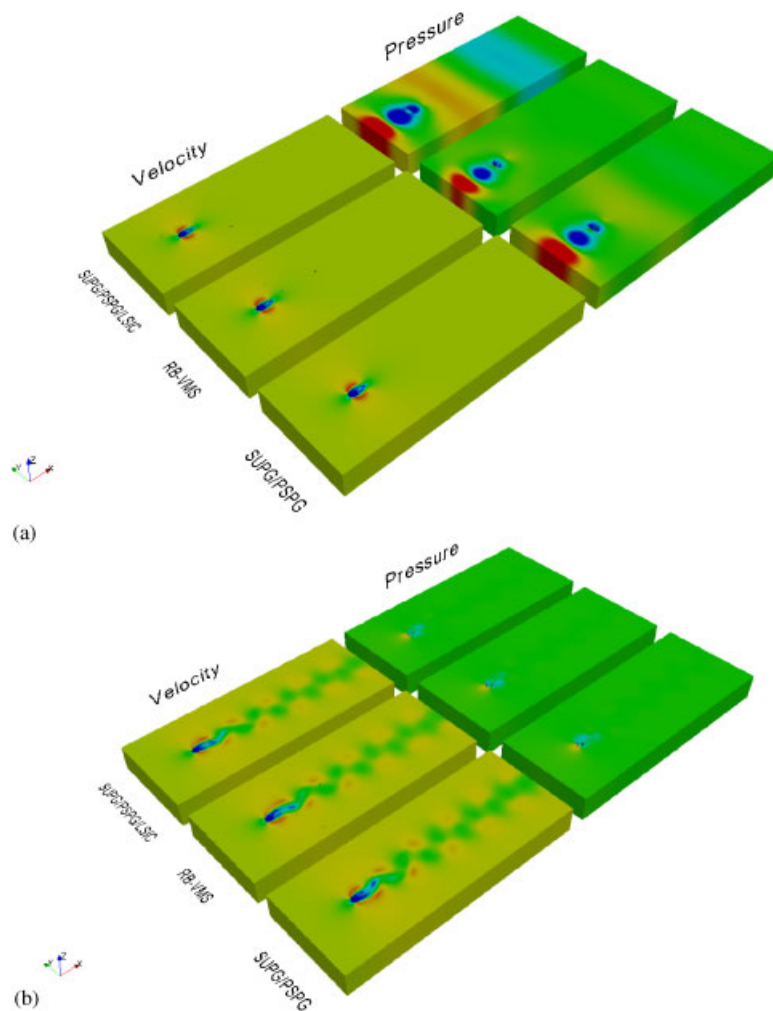 Pressure
Velocity
SUPG/PSPG/LSIC
RB-VMS
SUPG/PSPG
Y Z X
(a)
Pressure
Velocity
SUPG/PSPG/LSIC
RB-VMS
SUPG/PSPG
Y Z X
(b)